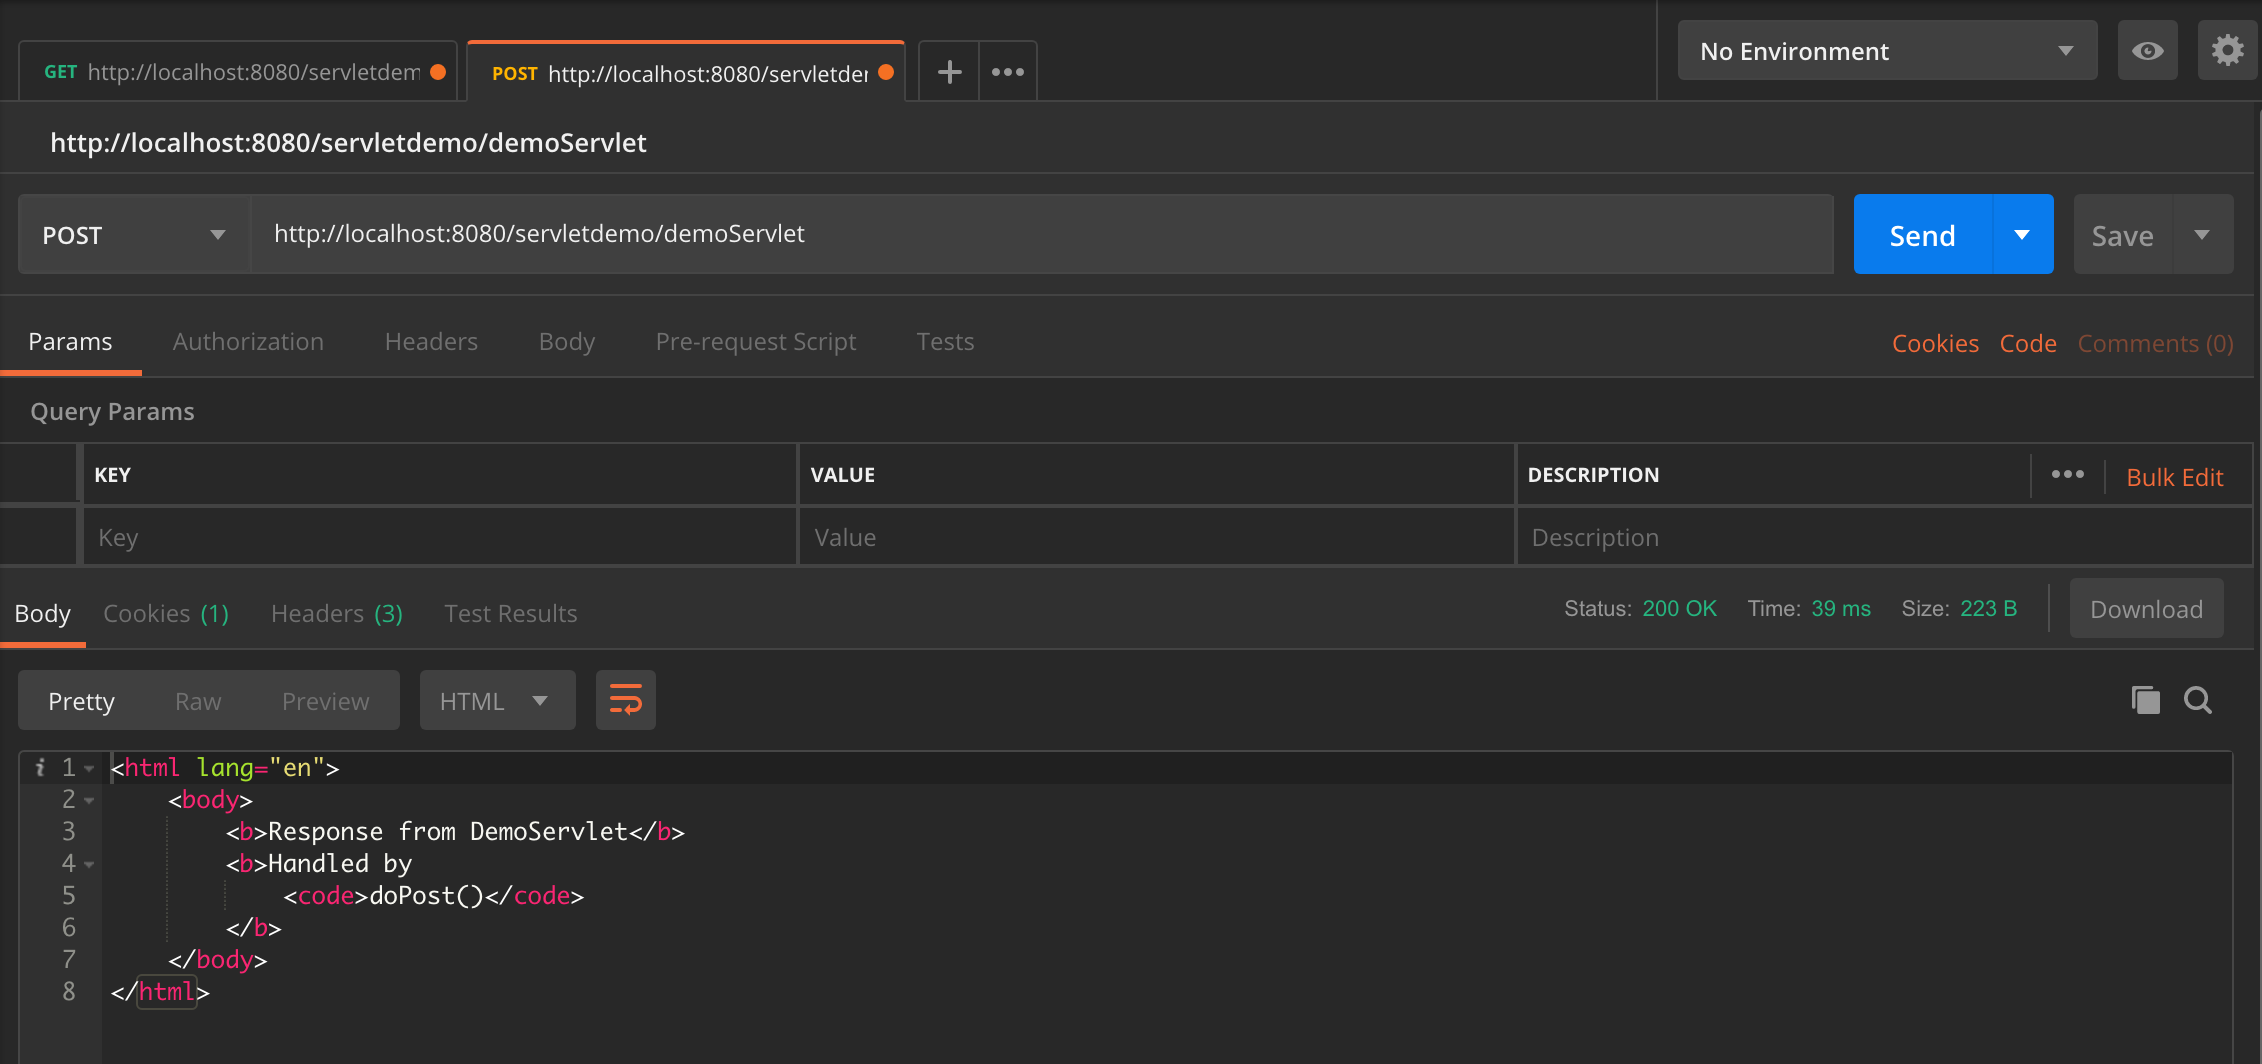 GET http://localhost:8080/servletdem
POST http://localhost:8080/servletder
No Environment
http://localhost:8080/servletdemo/demoServlet
POST http://localhost:8080/servletdemo/demoServlet Send Save
Params Authorization Headers Body Pre-request Script Tests Cookies Code Comments (0)
Query Params
KEY VALUE DESCRIPTION Bulk Edit
Key Value Description
Body Cookies (1) Headers (3) Test Results Status: 200 OK Time: 39 ms Size: 223 B Download
Pretty Raw Preview HTML
i 1 <html lang="en">
2 <body>
3 <b>Response from DemoServlet</b>
4 <b>Handled by
5 <code>doPost()</code>
6 </b>
7 </body>
8 </html>